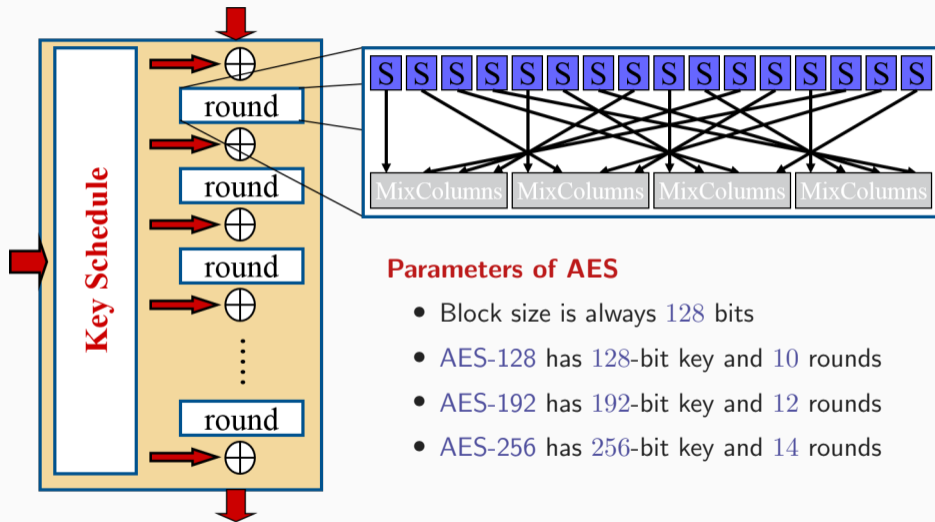 Key Schedule
round
round
round
......
round
S S S S S S S S S S S S S S S S
MixColumns MixColumns MixColumns MixColumns
Parameters of AES
• Block size is always 128 bits
• AES-128 has 128-bit key and 10 rounds
• AES-192 has 192-bit key and 12 rounds
• AES-256 has 256-bit key and 14 rounds